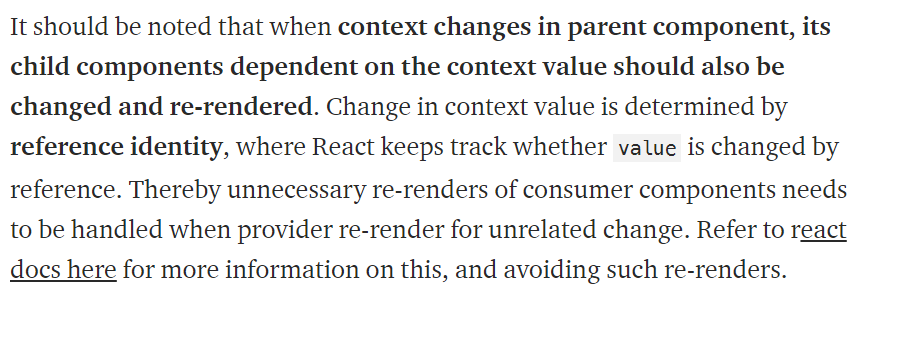 It should be noted that when context changes in parent component, its
child components dependent on the context value should also be
changed and re-rendered. Change in context value is determined by
reference identity, where React keeps track whether value is changed by
reference. Thereby unnecessary re-renders of consumer components needs
to be handled when provider re-render for unrelated change. Refer to react
docs here for more information on this, and avoiding such re-renders.